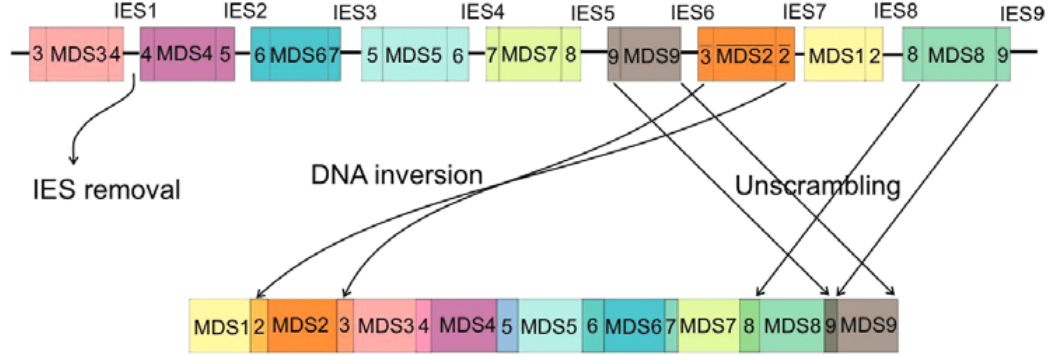 IES1 IES2 IES3 IES4 IES5 IES6 IES7 IES8 IES9
3 MDS3 4 4 MDS4 5 6 MDS6 7 5 MDS5 6 7 MDS7 8 9 MDS9 3̅ MDS2 2̅ MDS1 2 8 MDS8 9
IES removal
DNA inversion
Unscrambling
MDS1 2 MDS2 3 MDS3 4 MDS4 5 MDS5 6 MDS6 7 MDS7 8 MDS8 9 MDS9